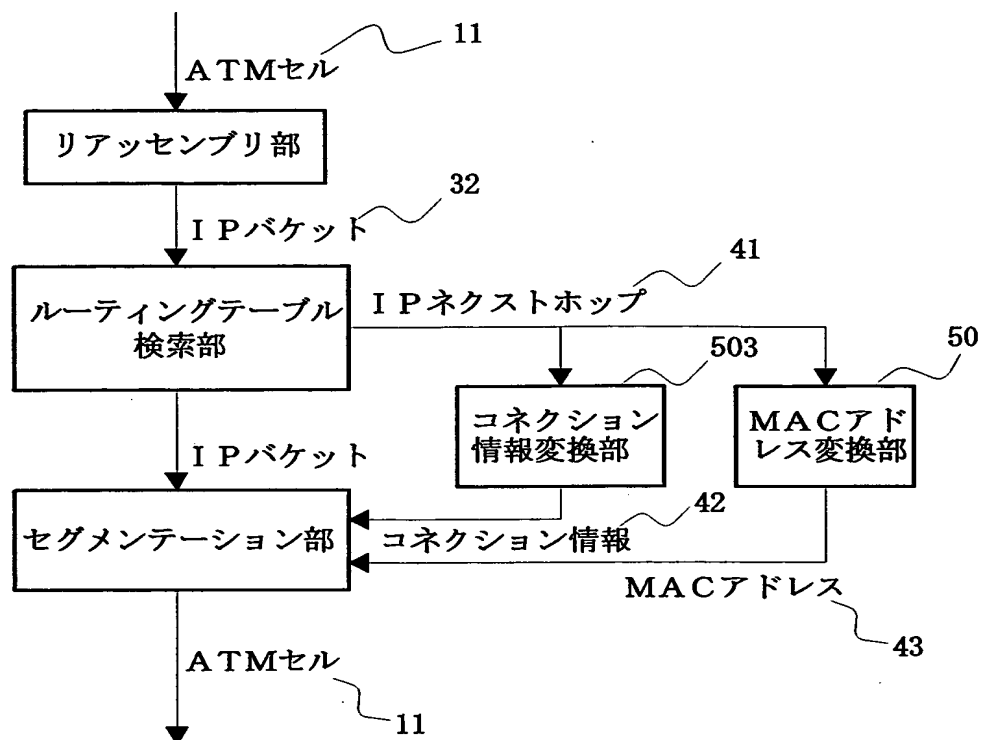 11
ATMセル
リアッセンブリ部
32
IPバケット
41
IPネクストホップ
ルーティングテーブル
検索部
503
50
コネクション
情報変換部
MACアド
レス変換部
IPバケット
42
セグメンテーション部
コネクション情報
MACアドレス
43
ATMセル
11